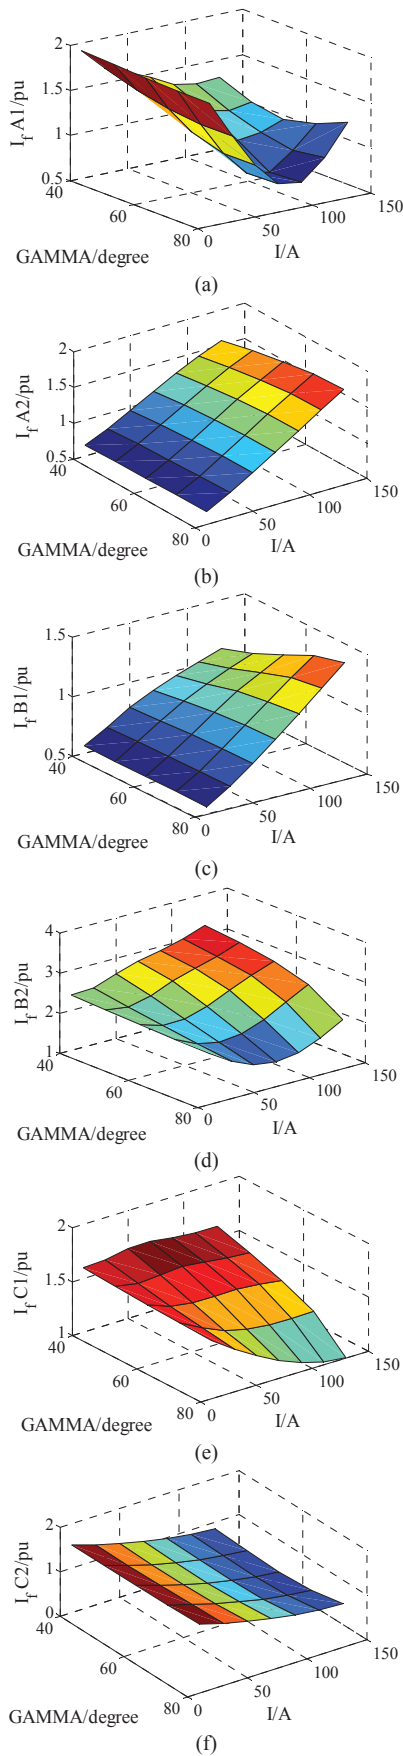 2
1.5
1
0.5
I_f A1/pu
40
60
80
0
50
100
150
GAMMA/degree
I/A
(a)
2
1.5
1
0.5
I_f A2/pu
40
60
80
0
50
100
150
GAMMA/degree
I/A
(b)
1.5
1
0.5
I_f B1/pu
40
60
80
0
50
100
150
GAMMA/degree
I/A
(c)
4
3
2
1
I_f B2/pu
40
60
80
0
50
100
150
GAMMA/degree
I/A
(d)
2
1.5
1
I_f C1/pu
40
60
80
0
50
100
150
GAMMA/degree
I/A
(e)
2
1
0
I_f C2/pu
40
60
80
0
50
100
150
GAMMA/degree
I/A
(f)